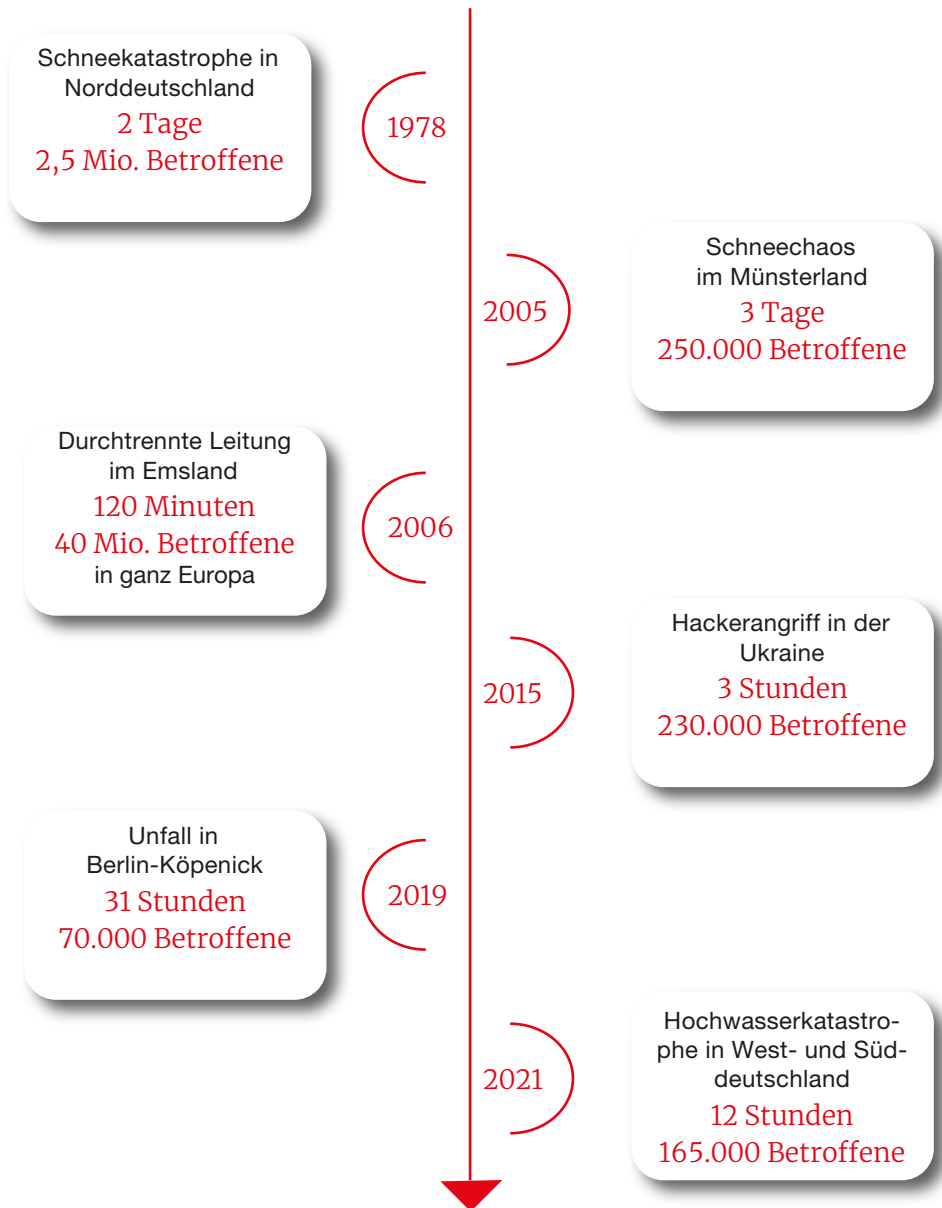 Schneekatastrophe in
Norddeutschland
2 Tage
2,5 Mio. Betroffene
1978
Schneechaos
im Münsterland
3 Tage
250.000 Betroffene
2005
Durchtrennte Leitung
im Emsland
120 Minuten
40 Mio. Betroffene
in ganz Europa
2006
Hackerangriff in der
Ukraine
3 Stunden
230.000 Betroffene
2015
Unfall in
Berlin-Köpenick
31 Stunden
70.000 Betroffene
2019
Hochwasserkatastro-
phe in West- und Süd-
deutschland
12 Stunden
165.000 Betroffene
2021